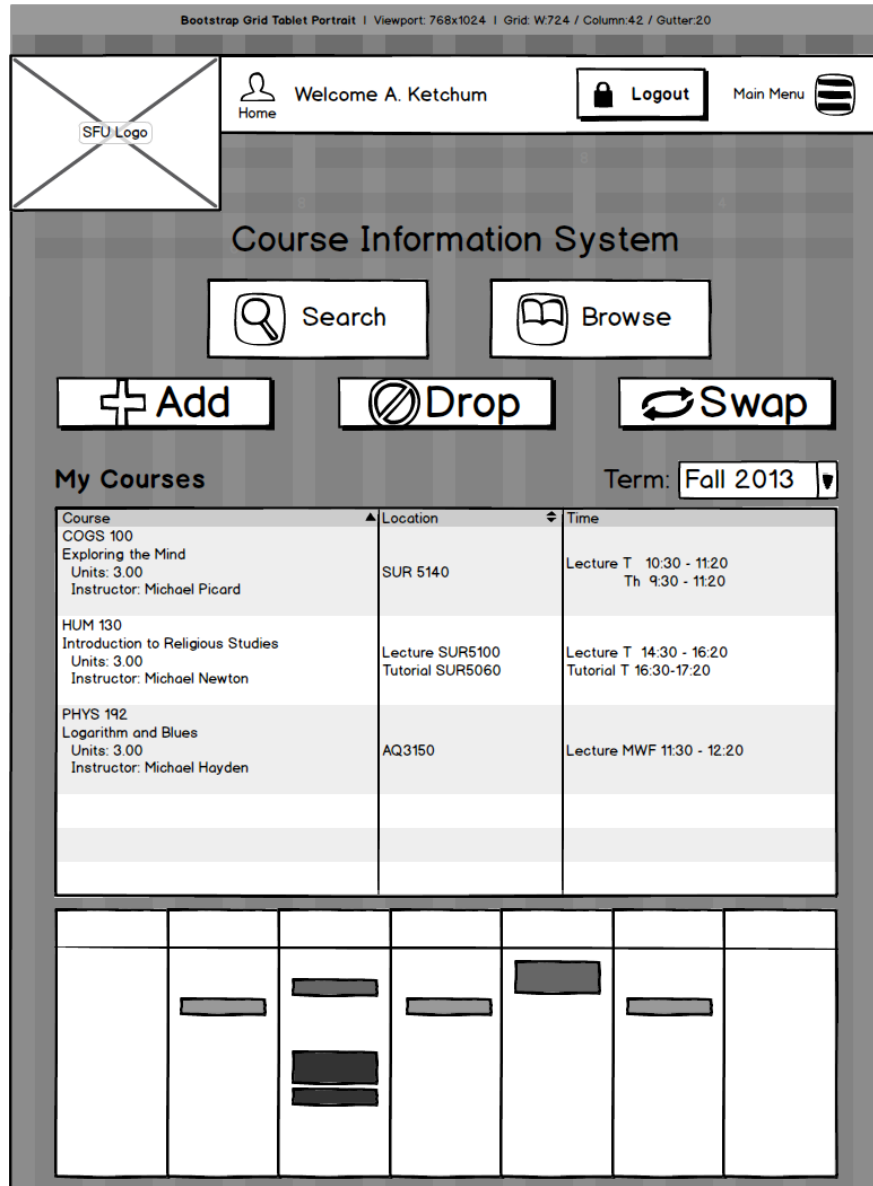 Bootstrap Grid Tablet Portrait | Viewport: 768x1024 | Grid: W:724 / Column:42 / Gutter:20
SFU Logo
Home
Welcome A. Ketchum
Logout
Main Menu
8
8
4
Course Information System
Search
Browse
Add
Drop
Swap
My Courses
Term: Fall 2013
Course Location Time
COGS 100
Exploring the Mind
Units: 3.00
Instructor: Michael Picard
SUR 5140
Lecture T 10:30 - 11:20
Th 9:30 - 11:20
HUM 130
Introduction to Religious Studies
Units: 3.00
Instructor: Michael Newton
Lecture SUR5100
Tutorial SUR5060
Lecture T 14:30 - 16:20
Tutorial T 16:30-17:20
PHYS 192
Logarithm and Blues
Units: 3.00
Instructor: Michael Hayden
AQ3150
Lecture MWF 11:30 - 12:20